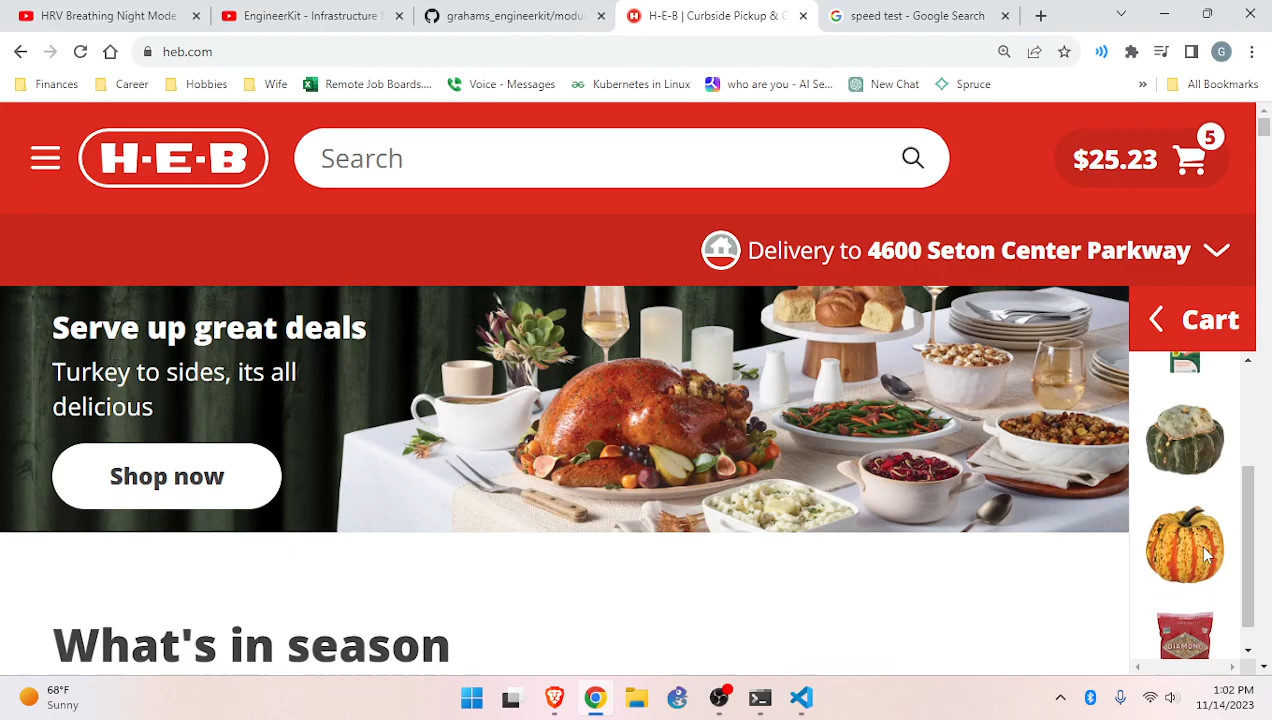 HRV Breathing Night Mode
EngineerKit - Infrastructure
grahams_engineerkit/modul
H-E-B | Curbside Pickup & G
speed test - Google Search
heb.com
G
Finances
Career
Hobbies
Wife
Remote Job Boards....
Voice - Messages
Kubernetes in Linux
who are you - AI Se...
New Chat
Spruce
»
All Bookmarks
H-E-B
Search
$25.23
5
Delivery to 4600 Seton Center Parkway
Serve up great deals
Turkey to sides, its all
delicious
Shop now
Cart
DIAMOND
What's in season
68°F
Sunny
1:02 PM
11/14/2023